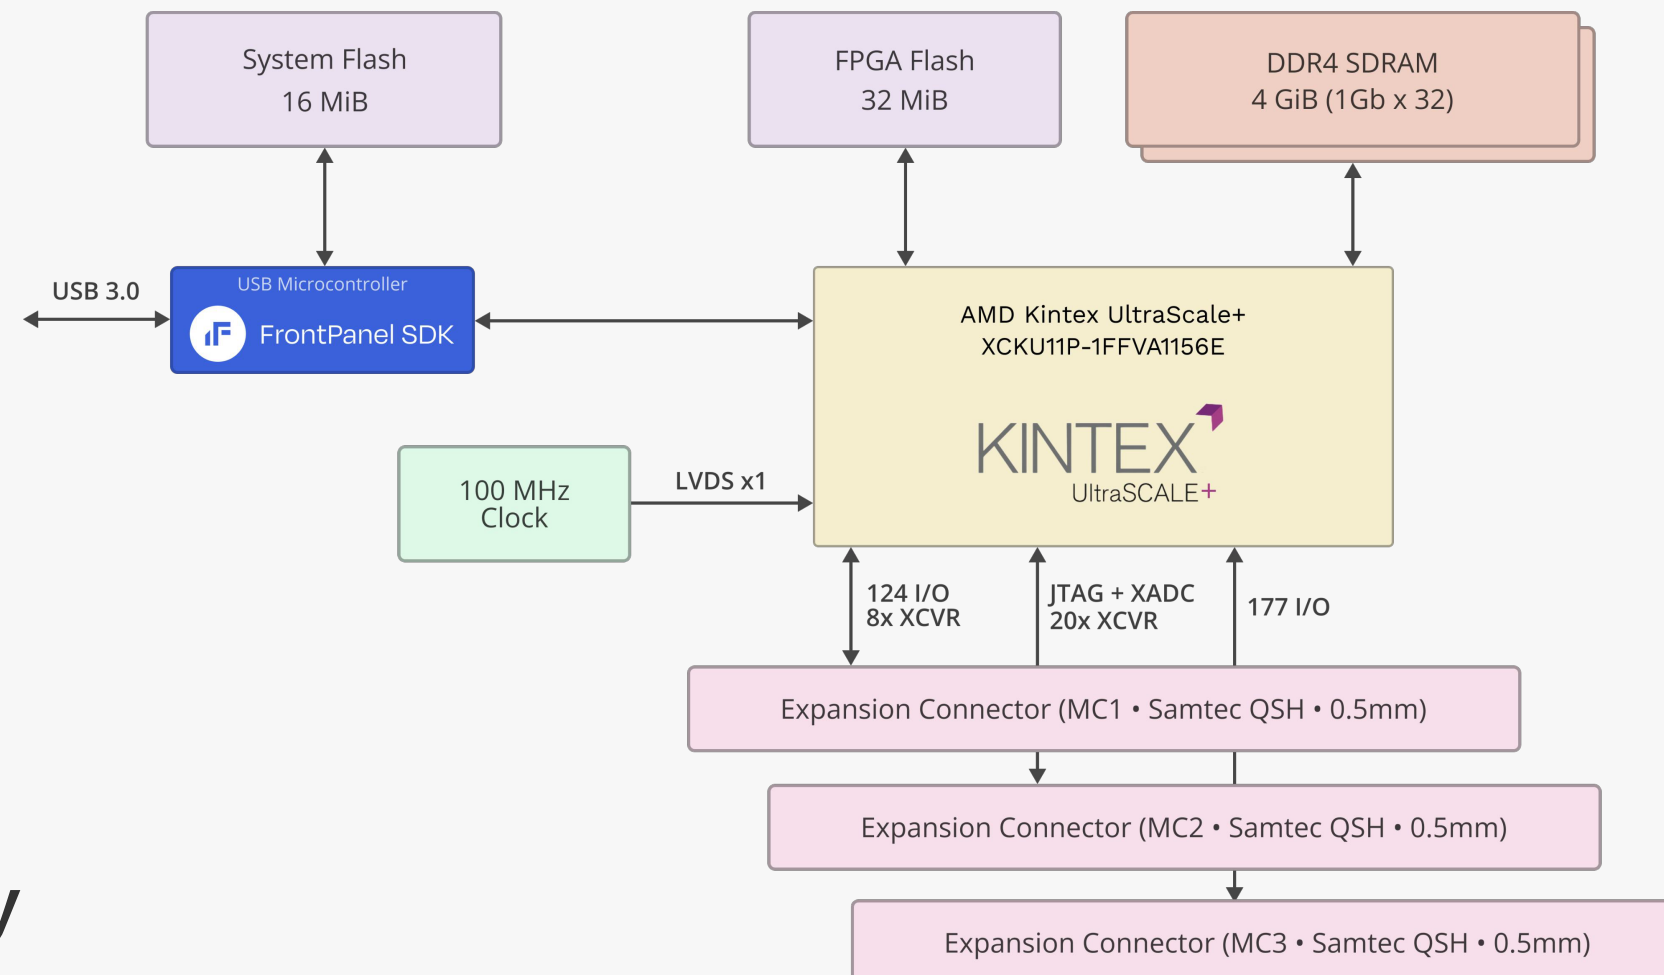 System Flash
16 MiB
FPGA Flash
32 MiB
DDR4 SDRAM
4 GiB (1Gb x 32)
USB 3.0
USB Microcontroller
FrontPanel SDK
AMD Kintex UltraScale+
XCKU11P-1FFVA1156E
KINTEX
UltraSCALE+
100 MHz
Clock
LVDS x1
124 I/O
8x XCVR
JTAG + XADC
20x XCVR
177 I/O
Expansion Connector (MC1 • Samtec QSH • 0.5mm)
Expansion Connector (MC2 • Samtec QSH • 0.5mm)
y
Expansion Connector (MC3 • Samtec QSH • 0.5mm)